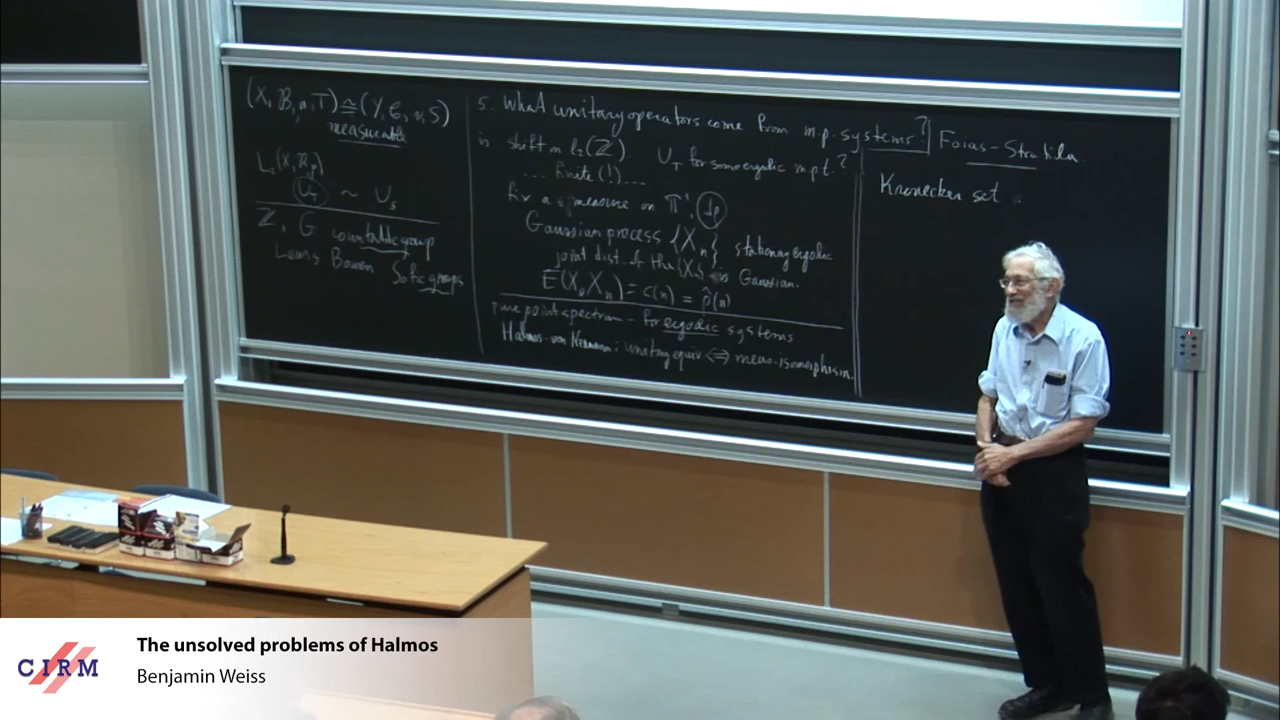 (X, B, μ, T) ≅ (Y, C, ν, S)
measurable
L₂(X, B, μ)
U_T ~ U_S
Z, G countable group
Lewis Bowen Sofic groups
5. What unitary operators come from m.p. systems?
is shift on l₂(Z). U_T for some ergodic m.p.t.?
... finite (!) ...
fix a measure on Π', dρ
Gaussian process {X_n} stationary ergodic
joint dist. of the {X_n} is Gaussian.
E(X₀X_n) = c(n) = ρ̂(n)
Pure point spectrum - for ergodic systems
Halmos-von Neumann: unitary equiv ⟺ meas. isomorphism.
Foias-Stratila
Kronecker set
CIRM
The unsolved problems of Halmos
Benjamin Weiss